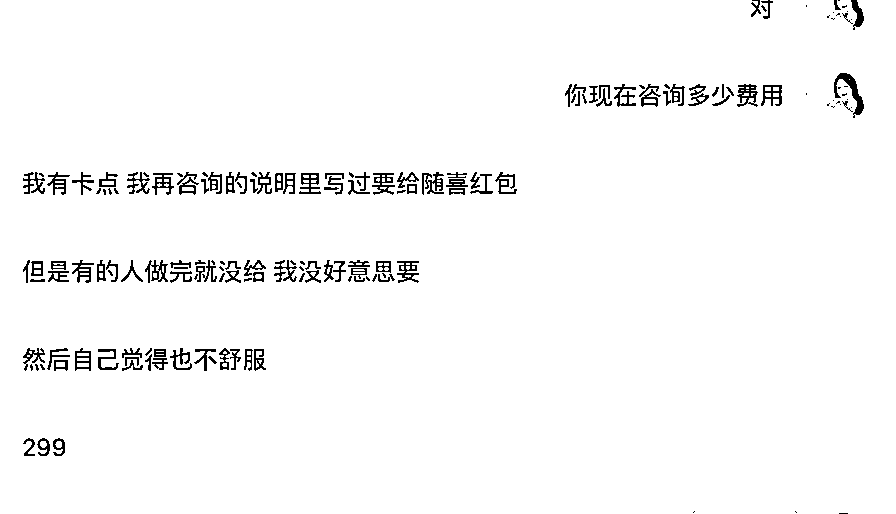 对
你现在咨询多少费用
我有卡点 我再咨询的说明里写过要给随喜红包
但是有的人做完就没给 我没好意思要
然后自己觉得也不舒服
299